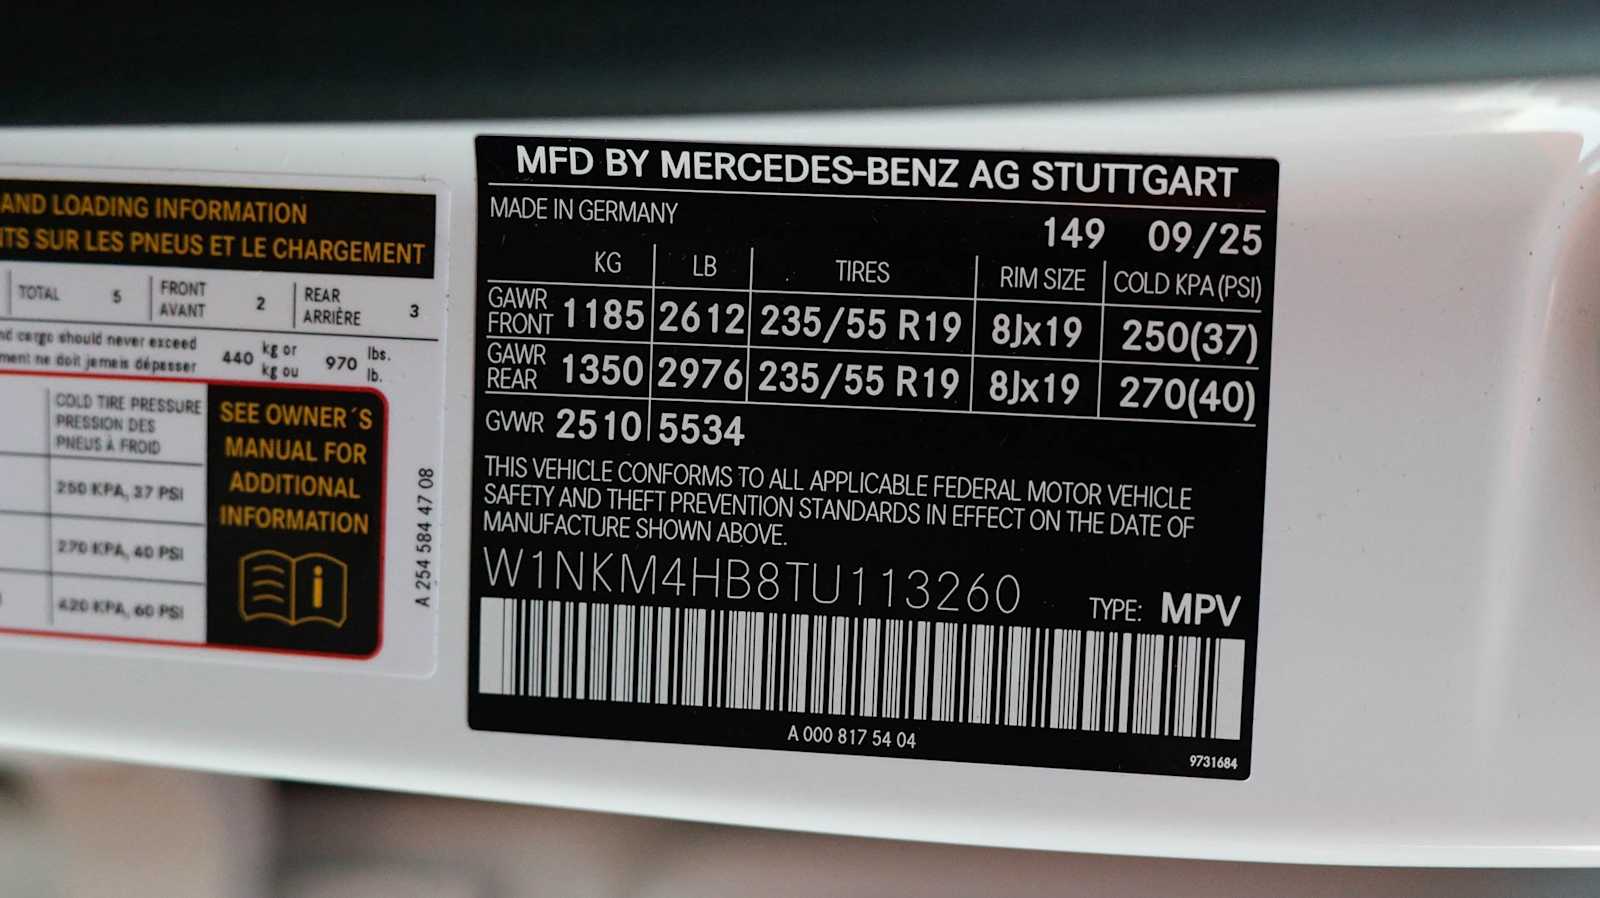 AND LOADING INFORMATION
NTS SUR LES PNEUS ET LE CHARGEMENT
TOTAL 5 FRONT AVANT 2 REAR ARRIÈRE 3
cargo should never exceed
ne doit jamais dépasser
440 kg or kg ou 970 lbs. lb.
COLD TIRE PRESSURE
PRESSION DES
PNEUS À FROID
250 KPA, 37 PSI
270 KPA, 40 PSI
420 KPA, 60 PSI
SEE OWNER´S
MANUAL FOR
ADDITIONAL
INFORMATION
A 254 584 47 08
MFD BY MERCEDES-BENZ AG STUTTGART
MADE IN GERMANY
149 09/25
KG LB TIRES RIM SIZE COLD KPA (PSI)
GAWR FRONT 1185 2612 235/55 R19 8Jx19 250(37)
GAWR REAR 1350 2976 235/55 R19 8Jx19 270(40)
GVWR 2510 5534
THIS VEHICLE CONFORMS TO ALL APPLICABLE FEDERAL MOTOR VEHICLE
SAFETY AND THEFT PREVENTION STANDARDS IN EFFECT ON THE DATE OF
MANUFACTURE SHOWN ABOVE.
W1NKM4HB8TU113260
TYPE: MPV
A 000 817 54 04
9731684